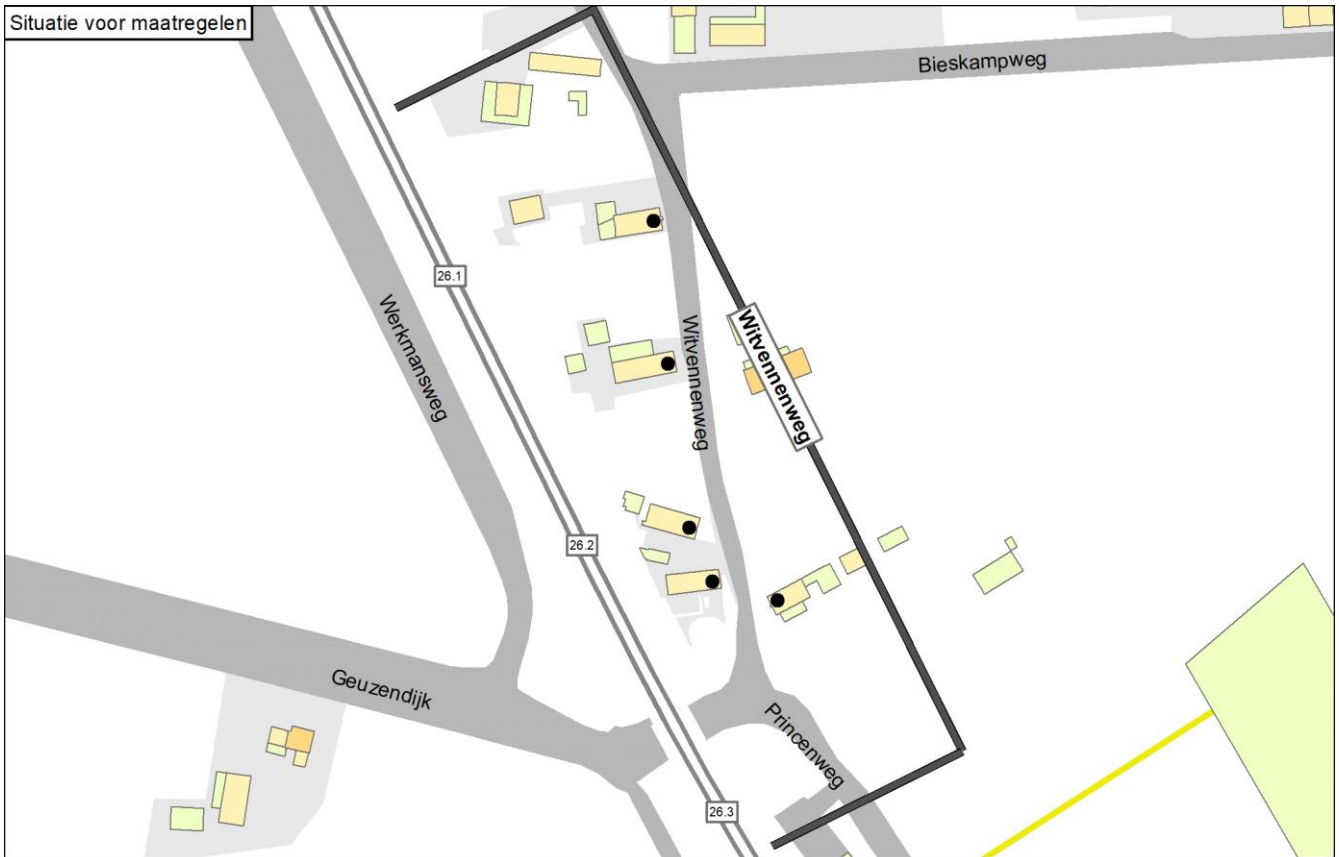 Situatie voor maatregelen
Bieskampweg
26.1
Werkmansweg
Witvennenweg
Witvennenweg
26.2
Geuzendijk
Princenweg
26.3